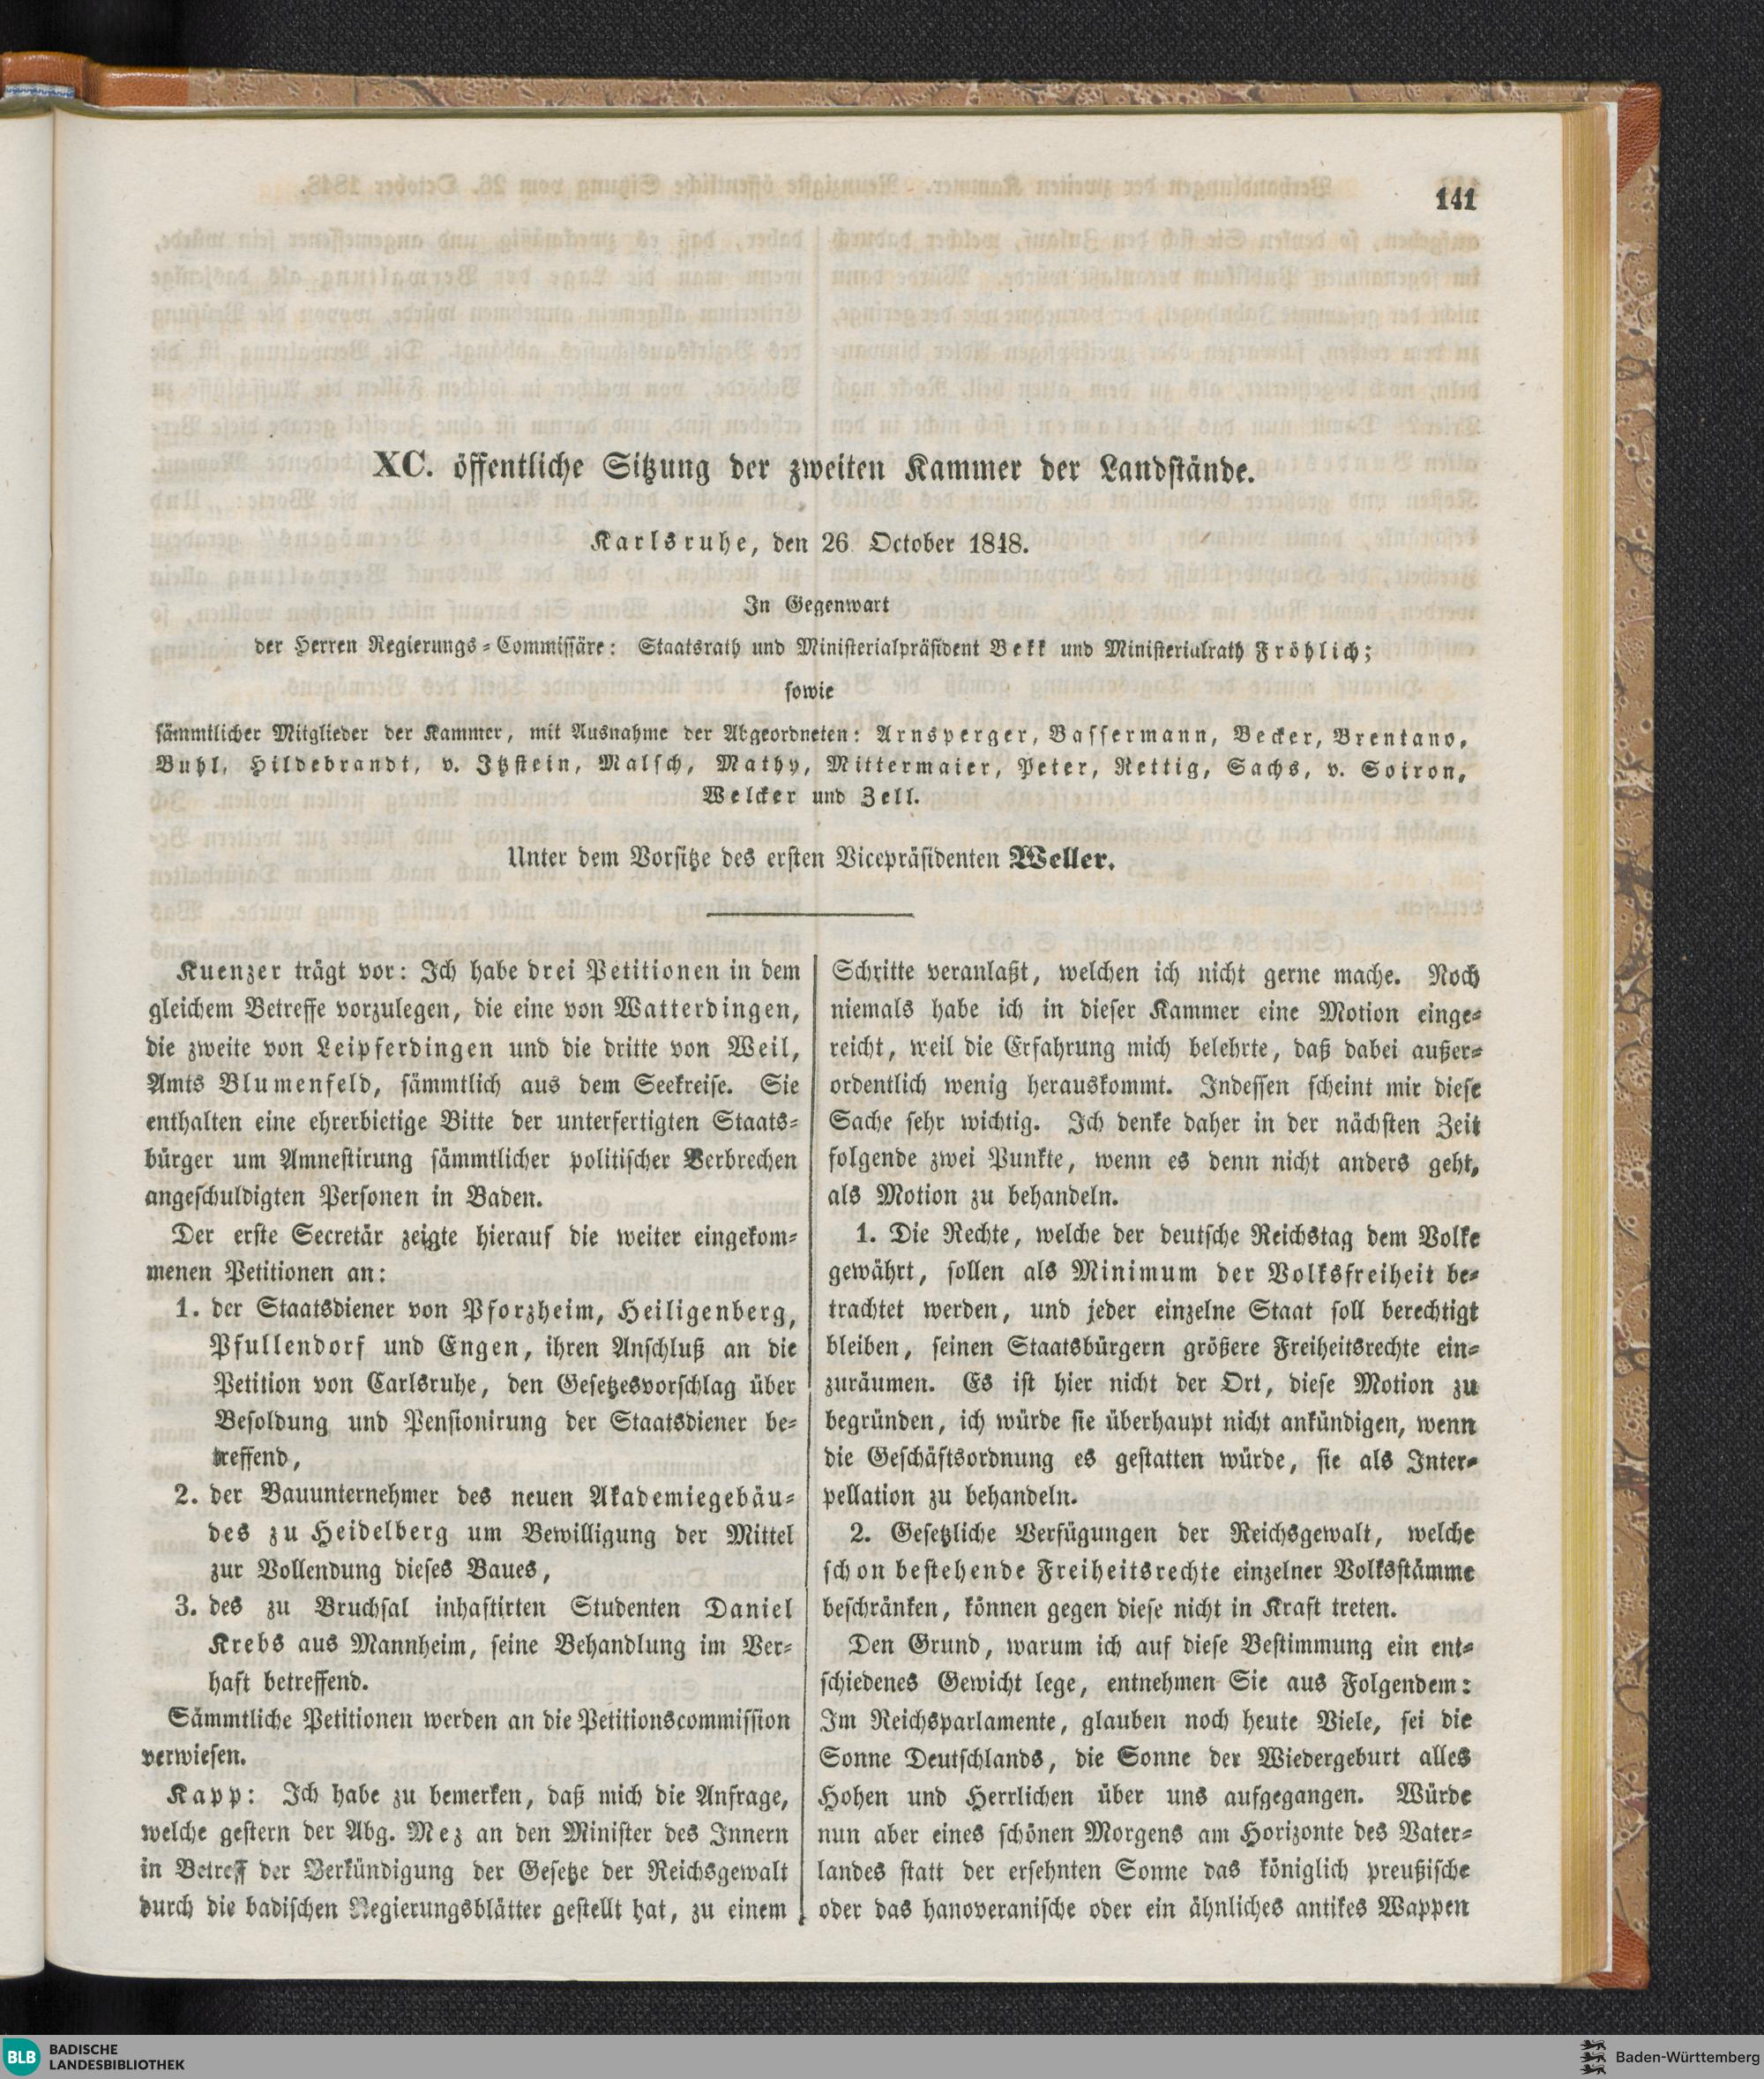 141
XC. öffentliche Sitzung der zweiten Kammer der Landstände.
Karlsruhe, den 26 October 1848.
In Gegenwart
der Herren Regierungs-Commissäre: Staatsrath und Ministerialpräsident Bekk und Ministerialrath Fröhlich;
sowie
sämmtlicher Mitglieder der Kammer, mit Ausnahme der Abgeordneten: Arnsperger, Bassermann, Becker, Brentano,
Buhl, Hildebrandt, v. Itzstein, Malsch, Mathy, Mittermaier, Peter, Rettig, Sachs, v. Soiron,
Welcker und Zell.
Unter dem Vorsitze des ersten Vicepräsidenten Weller.
Kuenzer trägt vor: Ich habe drei Petitionen in dem
gleichem Betreffe vorzulegen, die eine von Watterdingen,
die zweite von Leipferdingen und die dritte von Weil,
Amts Blumenfeld, sämmtlich aus dem Seekreise. Sie
enthalten eine ehrerbietige Bitte der unterfertigten Staats-
bürger um Amnestirung sämmtlicher politischer Verbrechen
angeschuldigten Personen in Baden.
Der erste Secretär zeigte hierauf die weiter eingekom-
menen Petitionen an:
1. der Staatsdiener von Pforzheim, Heiligenberg,
Pfullendorf und Engen, ihren Anschluß an die
Petition von Carlsruhe, den Gesetzesvorschlag über
Besoldung und Pensionirung der Staatsdiener be-
treffend,
2. der Bauunternehmer des neuen Akademiegebäu-
des zu Heidelberg um Bewilligung der Mittel
zur Vollendung dieses Baues,
3. des zu Bruchsal inhaftirten Studenten Daniel
Krebs aus Mannheim, seine Behandlung im Ver-
haft betreffend.
Sämmtliche Petitionen werden an die Petitionscommission
verwiesen.
Kapp: Ich habe zu bemerken, daß mich die Anfrage,
welche gestern der Abg. Mez an den Minister des Innern
in Betreff der Verkündigung der Gesetze der Reichsgewalt
durch die badischen Regierungsblätter gestellt hat, zu einem
Schritte veranlaßt, welchen ich nicht gerne mache. Noch
niemals habe ich in dieser Kammer eine Motion einge-
reicht, weil die Erfahrung mich belehrte, daß dabei außer-
ordentlich wenig herauskommt. Indessen scheint mir diese
Sache sehr wichtig. Ich denke daher in der nächsten Zeit
folgende zwei Punkte, wenn es denn nicht anders geht,
als Motion zu behandeln.
1. Die Rechte, welche der deutsche Reichstag dem Volke
gewährt, sollen als Minimum der Volksfreiheit be-
trachtet werden, und jeder einzelne Staat soll berechtigt
bleiben, seinen Staatsbürgern größere Freiheitsrechte ein-
zuräumen. Es ist hier nicht der Ort, diese Motion zu
begründen, ich würde sie überhaupt nicht ankündigen, wenn
die Geschäftsordnung es gestatten würde, sie als Inter-
pellation zu behandeln.
2. Gesetzliche Verfügungen der Reichsgewalt, welche
schon bestehende Freiheitsrechte einzelner Volksstämme
beschränken, können gegen diese nicht in Kraft treten.
Den Grund, warum ich auf diese Bestimmung ein ent-
schiedenes Gewicht lege, entnehmen Sie aus Folgendem:
Im Reichsparlamente, glauben noch heute Viele, sei die
Sonne Deutschlands, die Sonne der Wiedergeburt alles
Hohen und Herrlichen über uns aufgegangen. Würde
nun aber eines schönen Morgens am Horizonte des Vater-
landes statt der ersehnten Sonne das königlich preußische
oder das hanoveranische oder ein ähnliches antikes Wappen
BLB BADISCHE
LANDESBIBLIOTHEK
Baden-Württemberg